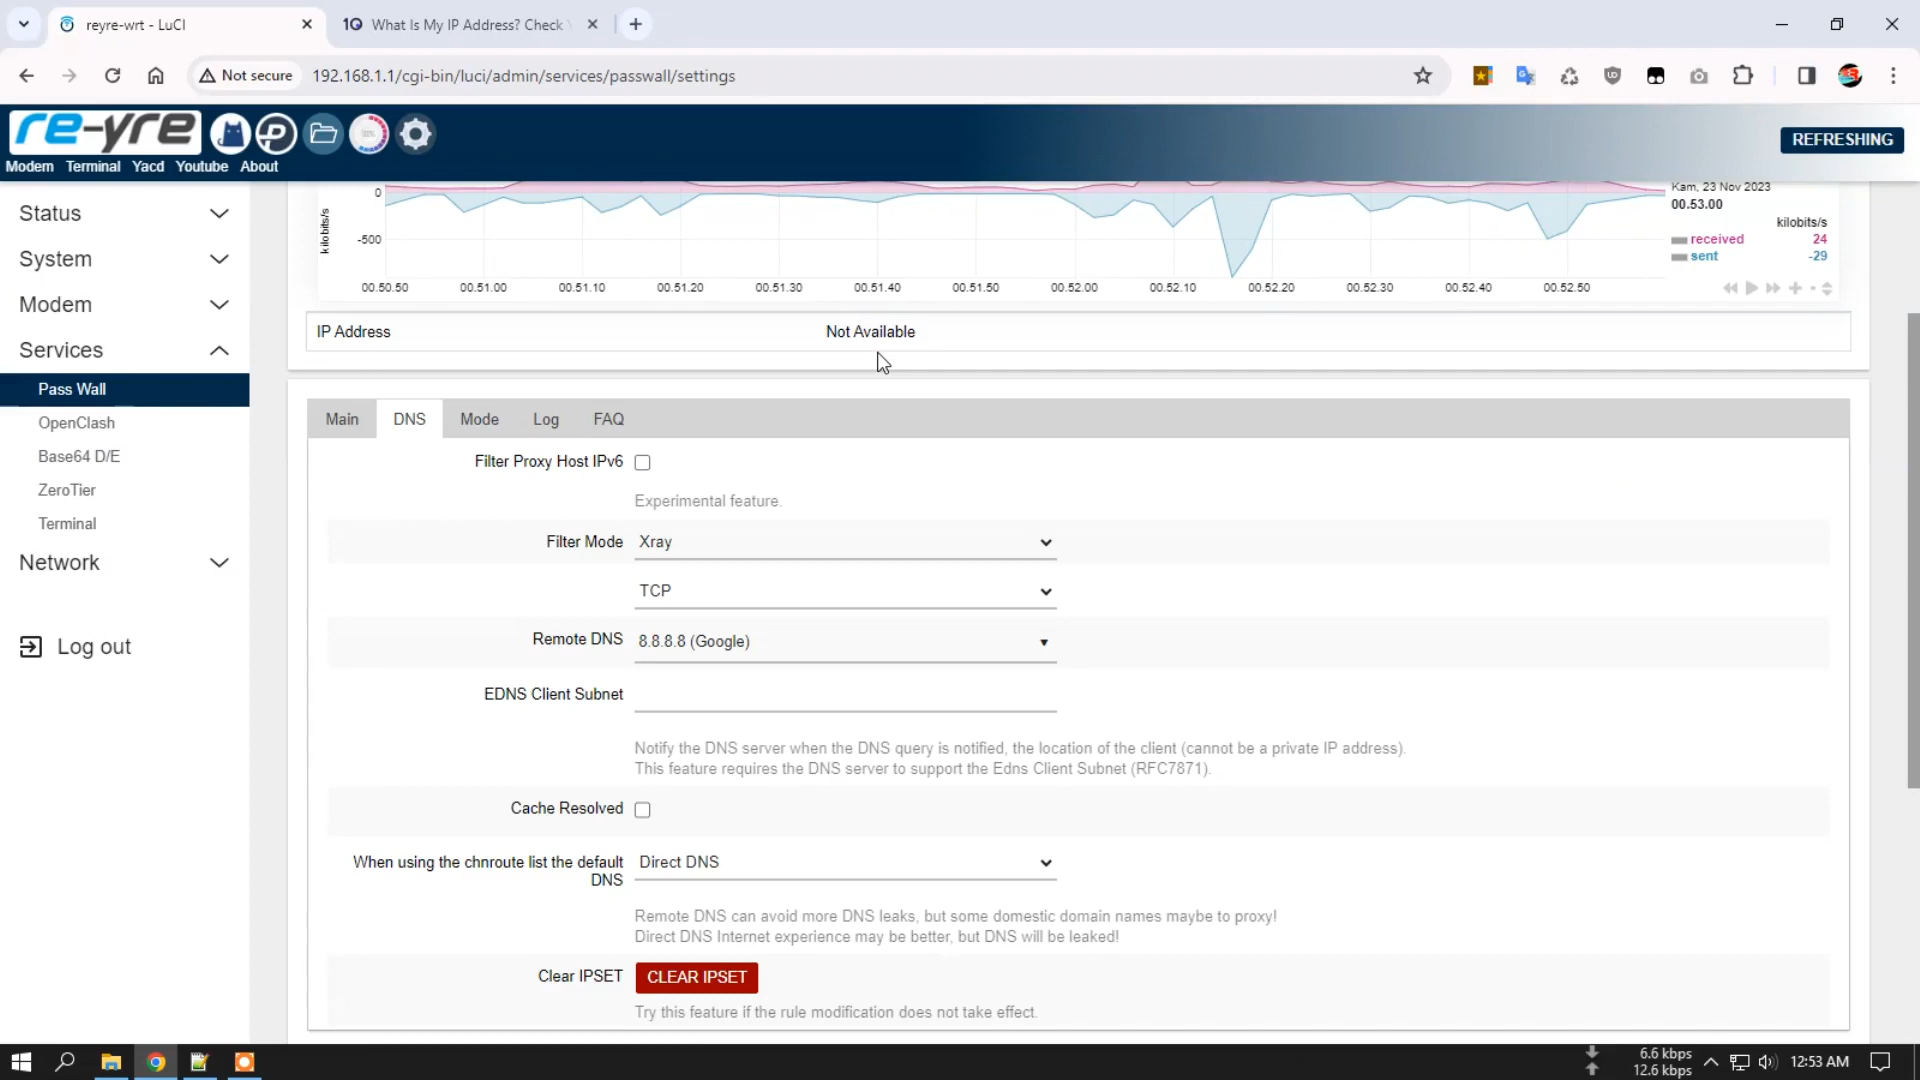 reyre-wrt - LuCI
1Q What Is My IP Address? Check
Not secure
192.168.1.1/cgi-bin/luci/admin/services/passwall/settings
re-yre
REFRESHING
Modem Terminal Yacd Youtube About
Status
System
Modem
Services
Pass Wall
OpenClash
Base64 D/E
ZeroTier
Terminal
Network
Log out
kilobits/s
0
-500
00.50.50 00.51.00 00.51.10 00.51.20 00.51.30 00.51.40 00.51.50 00.52.00 00.52.10 00.52.20 00.52.30 00.52.40 00.52.50
Kam, 23 Nov 2023
00.53.00
kilobits/s
received 24
sent -29
IP Address Not Available
Main DNS Mode Log FAQ
Filter Proxy Host IPv6
Experimental feature.
Filter Mode Xray
TCP
Remote DNS 8.8.8.8 (Google)
EDNS Client Subnet
Notify the DNS server when the DNS query is notified, the location of the client (cannot be a private IP address).
This feature requires the DNS server to support the Edns Client Subnet (RFC7871).
Cache Resolved
When using the chnroute list the default
DNS
Direct DNS
Remote DNS can avoid more DNS leaks, but some domestic domain names maybe to proxy!
Direct DNS Internet experience may be better, but DNS will be leaked!
Clear IPSET CLEAR IPSET
Try this feature if the rule modification does not take effect.
6.6 kbps
12.6 kbps
12:53 AM